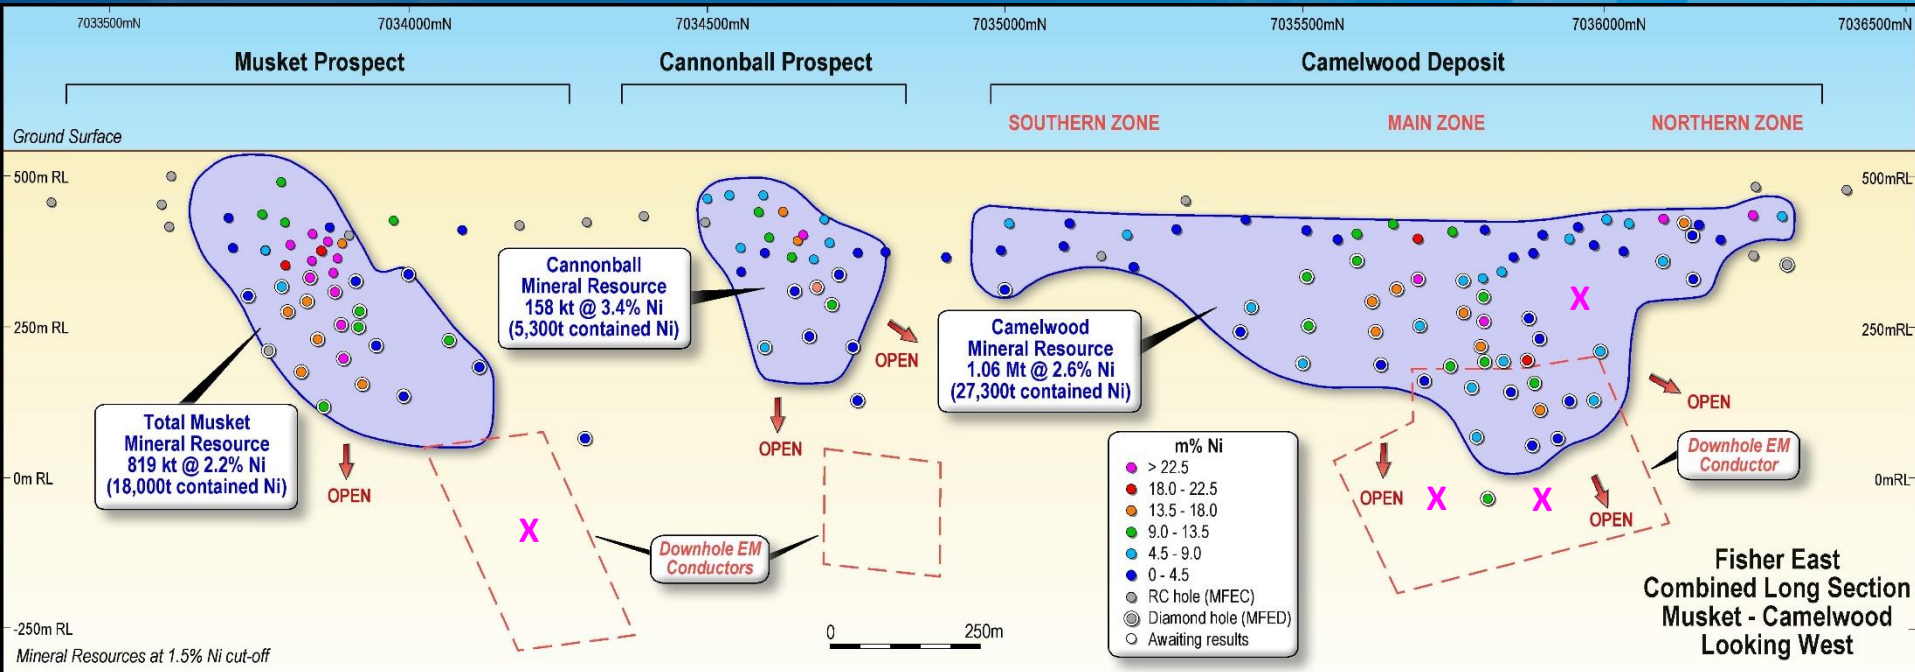 7033500mN
7034000mN
7034500mN
7035000mN
7035500mN
7036000mN
7036500mN
Musket Prospect
Cannonball Prospect
Camelwood Deposit
SOUTHERN ZONE
MAIN ZONE
NORTHERN ZONE
Ground Surface
500m RL
500mRL
250m RL
250mRL
0m RL
0mRL
-250m RL
Cannonball
Mineral Resource
158 kt @ 3.4% Ni
(5,300t contained Ni)
Camelwood
Mineral Resource
1.06 Mt @ 2.6% Ni
(27,300t contained Ni)
Total Musket
Mineral Resource
819 kt @ 2.2% Ni
(18,000t contained Ni)
OPEN
OPEN
OPEN
OPEN
OPEN
OPEN
X
X
X
X
Downhole EM
Conductors
Downhole EM
Conductor
m% Ni
> 22.5
18.0 - 22.5
13.5 - 18.0
9.0 - 13.5
4.5 - 9.0
0 - 4.5
RC hole (MFEC)
Diamond hole (MFED)
Awaiting results
0
250m
Fisher East
Combined Long Section
Musket - Camelwood
Looking West
Mineral Resources at 1.5% Ni cut-off